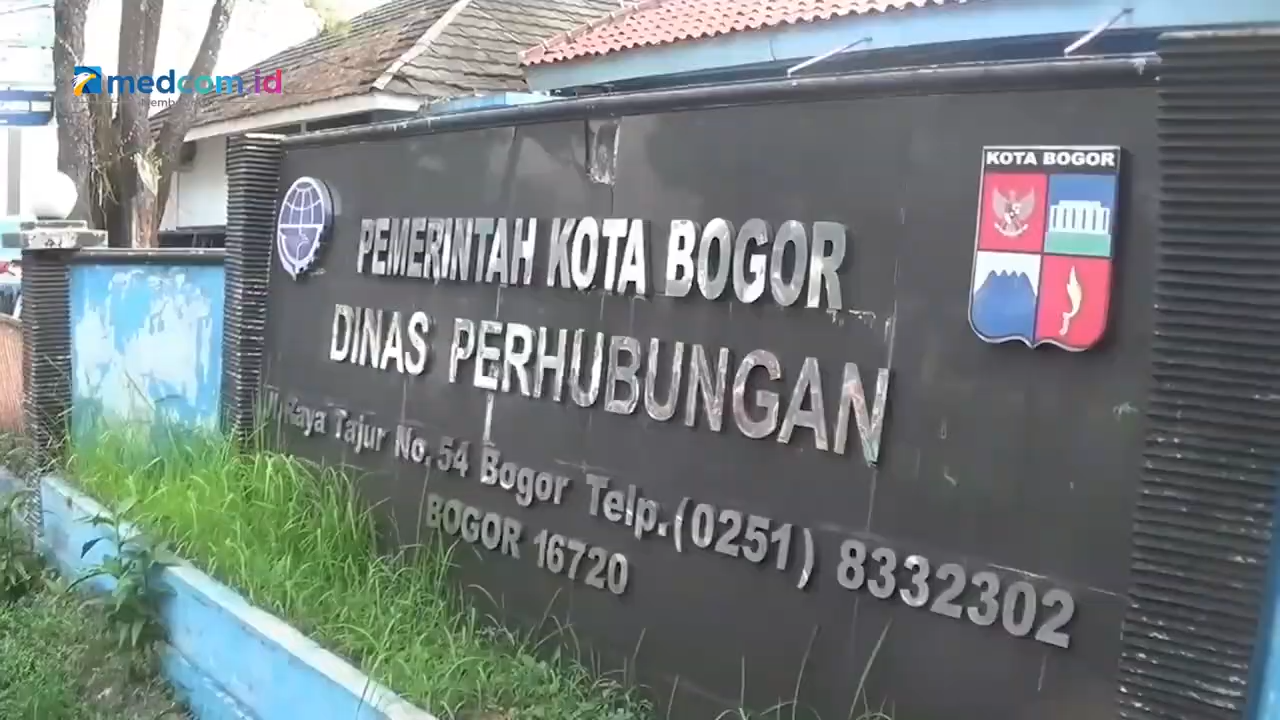 medcom.id
KOTA BOGOR
PEMERINTAH KOTA BOGOR
DINAS PERHUBUNGAN
Raya Tajur No. 54 Bogor Telp. (0251) 8332302
BOGOR 16720